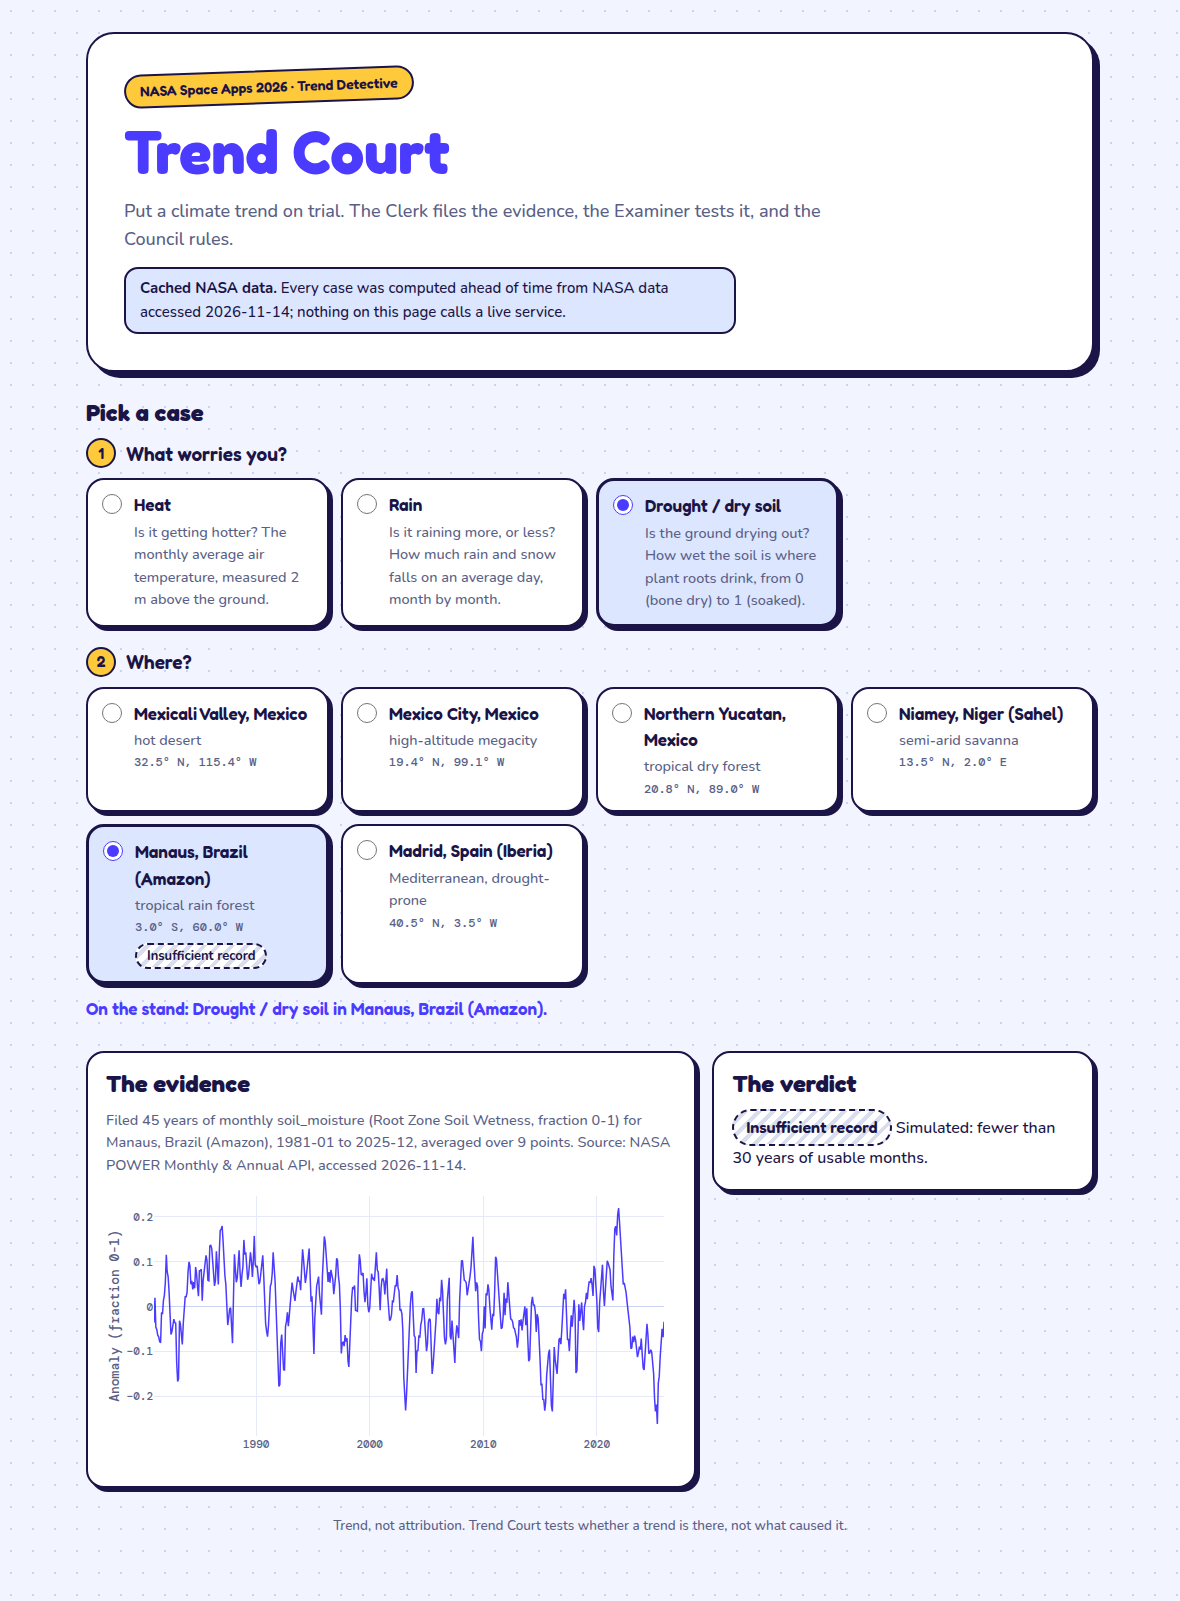 NASA Space Apps 2026 · Trend Detective
Trend Court
Put a climate trend on trial. The Clerk files the evidence, the Examiner tests it, and the
Council rules.
Cached NASA data. Every case was computed ahead of time from NASA data
accessed 2026-11-14; nothing on this page calls a live service.
Pick a case
1 What worries you?
Heat
Is it getting hotter? The
monthly average air
temperature, measured 2
m above the ground.
Rain
Is it raining more, or less?
How much rain and snow
falls on an average day,
month by month.
Drought / dry soil
Is the ground drying out?
How wet the soil is where
plant roots drink, from 0
(bone dry) to 1 (soaked).
2 Where?
Mexicali Valley, Mexico
hot desert
32.5° N, 115.4° W
Mexico City, Mexico
high-altitude megacity
19.4° N, 99.1° W
Northern Yucatan,
Mexico
tropical dry forest
20.8° N, 89.0° W
Niamey, Niger (Sahel)
semi-arid savanna
13.5° N, 2.0° E
Manaus, Brazil
(Amazon)
tropical rain forest
3.0° S, 60.0° W
Insufficient record
Madrid, Spain (Iberia)
Mediterranean, drought-
prone
40.5° N, 3.5° W
On the stand: Drought / dry soil in Manaus, Brazil (Amazon).
The evidence
Filed 45 years of monthly soil_moisture (Root Zone Soil Wetness, fraction 0-1) for
Manaus, Brazil (Amazon), 1981-01 to 2025-12, averaged over 9 points. Source: NASA
POWER Monthly & Annual API, accessed 2026-11-14.
Anomaly (fraction 0-1)
0.2
0.1
0
−0.1
−0.2
1990 2000 2010 2020
The verdict
Insufficient record Simulated: fewer than
30 years of usable months.
Trend, not attribution. Trend Court tests whether a trend is there, not what caused it.